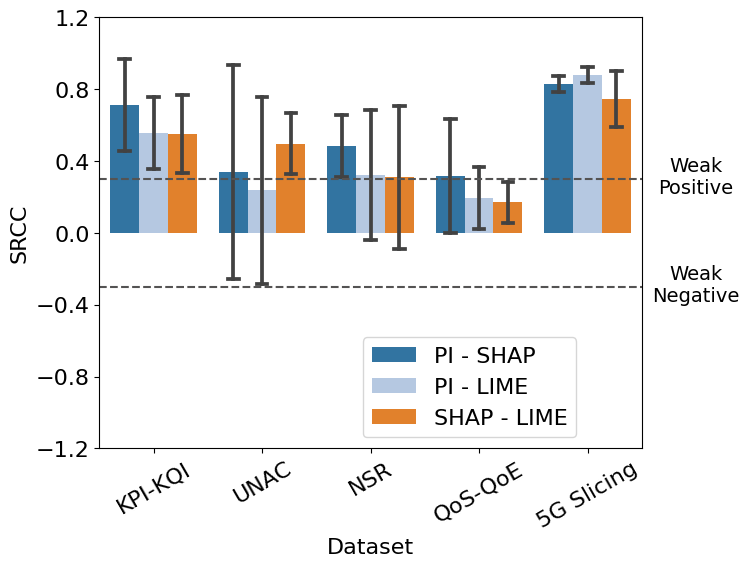 1.2
0.8
0.4
0.0
−0.4
−0.8
−1.2
SRCC
Weak
Positive
Weak
Negative
PI - SHAP
PI - LIME
SHAP - LIME
KPI-KQI
UNAC
NSR
QoS-QoE
5G Slicing
Dataset